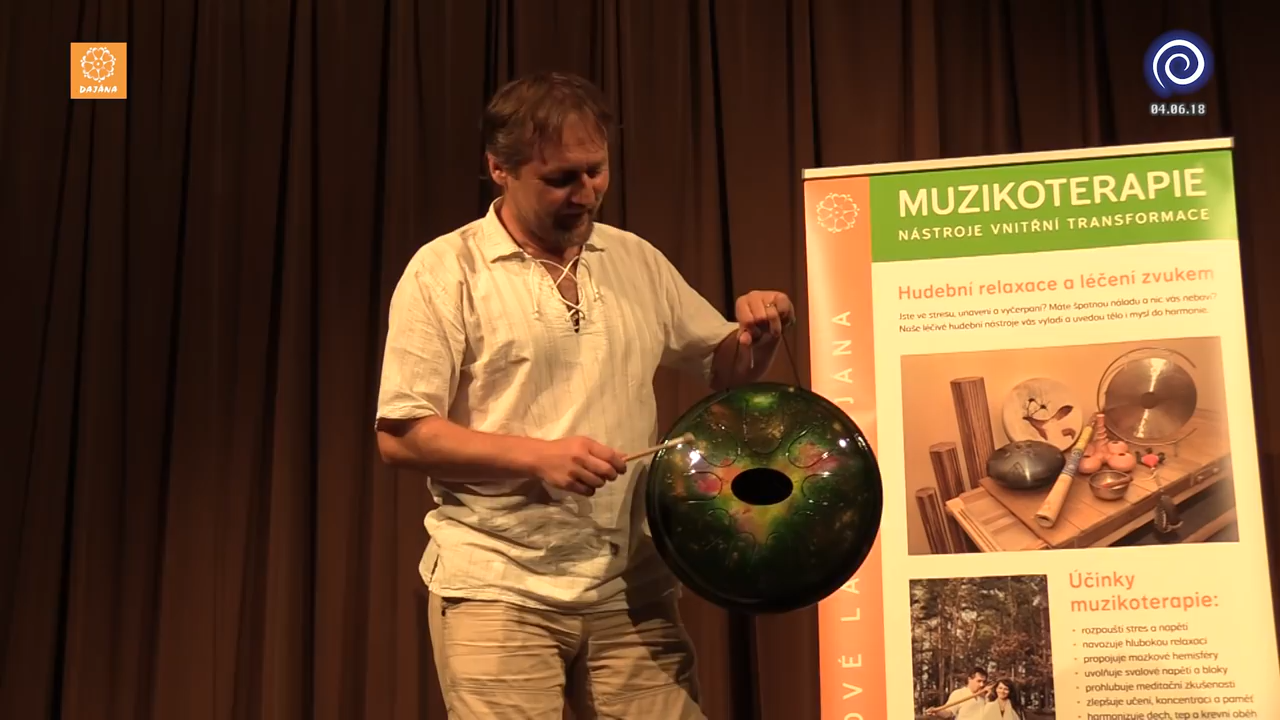 DAJÁNA
04.06.18
MUZIKOTERAPIE
NÁSTROJE VNITŘNÍ TRANSFORMACE
Hudební relaxace a léčení zvukem
Jste ve stresu, unavení a vyčerpaní? Máte špatnou náladu a nic vás nebaví?
Naše léčivé hudební nástroje vás vyladí a uvedou tělo i mysl do harmonie.
Účinky
muzikoterapie:
• rozpouští stres a napětí
• navozuje hlubokou relaxaci
• propojuje mozkové hemisféry
• uvolňuje svalové napětí a bloky
• prohlubuje meditační zkušenosti
• zlepšuje učení, koncentraci a paměť
• harmonizuje dech, tep a krevní oběh